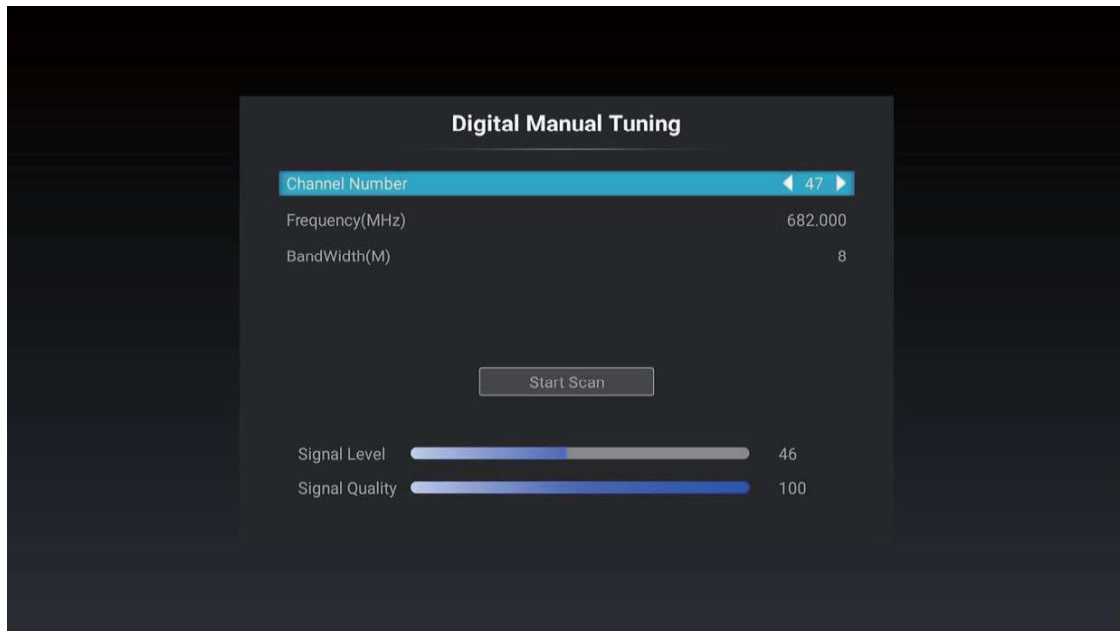 Digital Manual Tuning
Channel Number 47
Frequency(MHz) 682.000
BandWidth(M) 8
Start Scan
Signal Level 46
Signal Quality 100